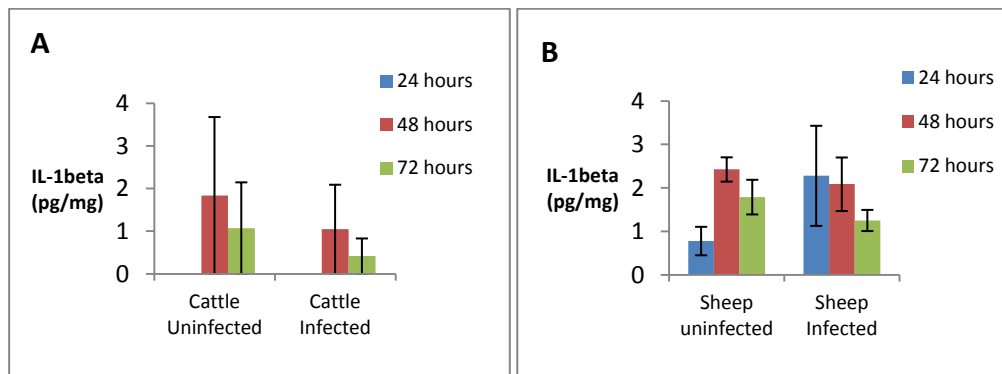 A
24 hours
48 hours
72 hours
IL-1beta
(pg/mg)
4
3
2
1
0
Cattle
Uninfected
Cattle
Infected
B
24 hours
48 hours
72 hours
IL-1beta
(pg/mg)
4
3
2
1
0
Sheep
uninfected
Sheep
Infected